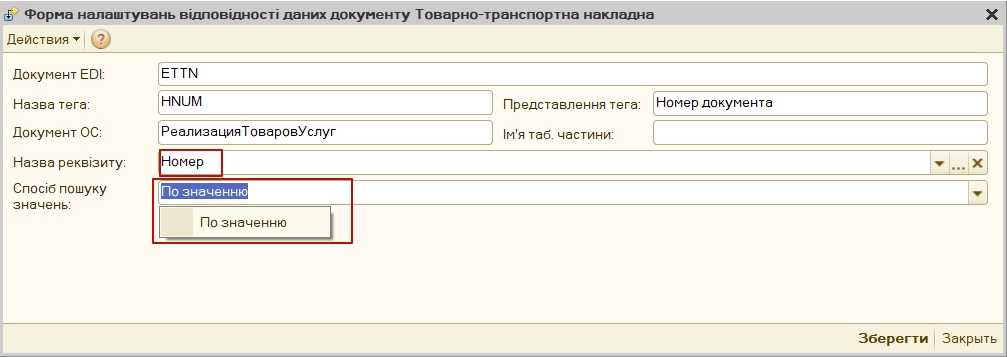 Форма налаштувань відповідності даних документу Товарно-транспортна накладна
Действия
Документ EDI: ETTN
Назва тега: HNUM Представлення тега: Номер документа
Документ ОС: РеализацияТоваровУслуг Ім'я таб. частини:
Назва реквізиту: Номер ...
Спосіб пошуку значень: По значенню
По значенню
Зберегти Закрыть